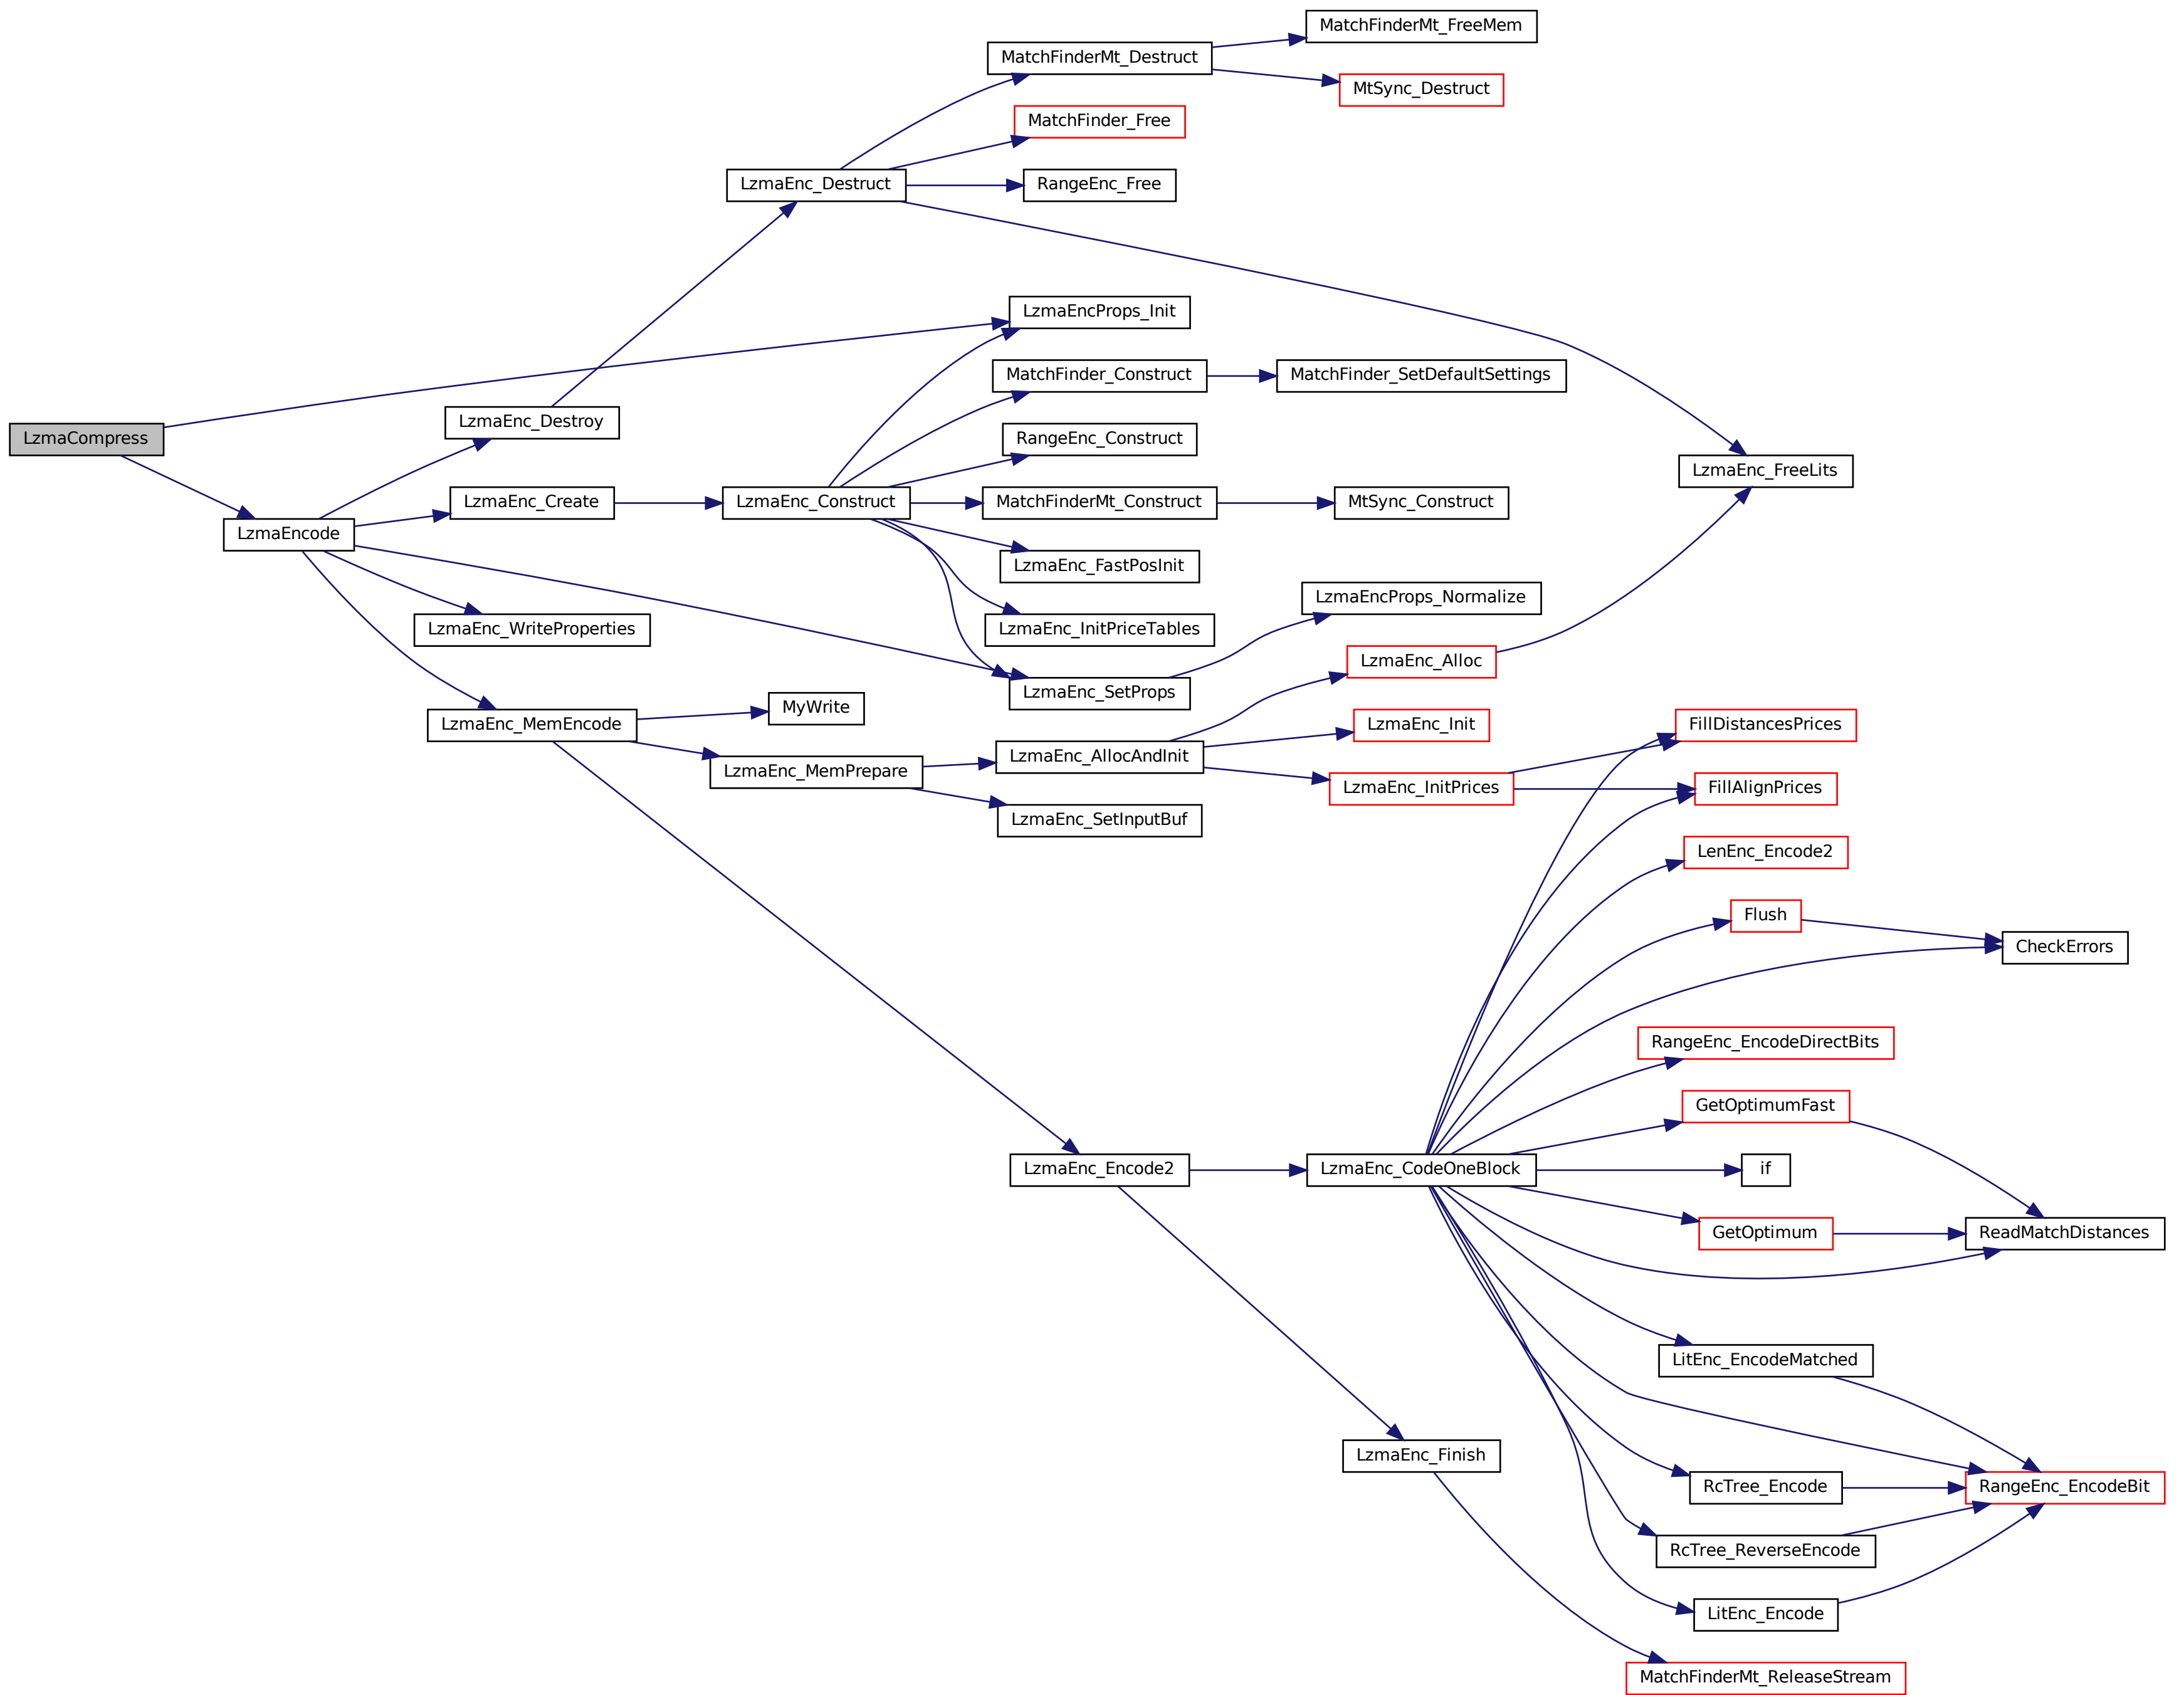 MatchFinderMt_FreeMem
MatchFinderMt_Destruct
MtSync_Destruct
MatchFinder_Free
LzmaEnc_Destruct
RangeEnc_Free
LzmaEncProps_Init
MatchFinder_Construct
MatchFinder_SetDefaultSettings
LzmaEnc_Destroy
LzmaCompress
RangeEnc_Construct
LzmaEnc_FreeLits
LzmaEnc_Create
LzmaEnc_Construct
MatchFinderMt_Construct
MtSync_Construct
LzmaEncode
LzmaEnc_FastPosInit
LzmaEncProps_Normalize
LzmaEnc_WriteProperties
LzmaEnc_InitPriceTables
LzmaEnc_Alloc
LzmaEnc_SetProps
MyWrite
LzmaEnc_MemEncode
LzmaEnc_Init
FillDistancesPrices
LzmaEnc_AllocAndInit
LzmaEnc_MemPrepare
LzmaEnc_InitPrices
FillAlignPrices
LzmaEnc_SetInputBuf
LenEnc_Encode2
Flush
CheckErrors
RangeEnc_EncodeDirectBits
GetOptimumFast
LzmaEnc_Encode2
LzmaEnc_CodeOneBlock
if
GetOptimum
ReadMatchDistances
LitEnc_EncodeMatched
LzmaEnc_Finish
RcTree_Encode
RangeEnc_EncodeBit
RcTree_ReverseEncode
LitEnc_Encode
MatchFinderMt_ReleaseStream